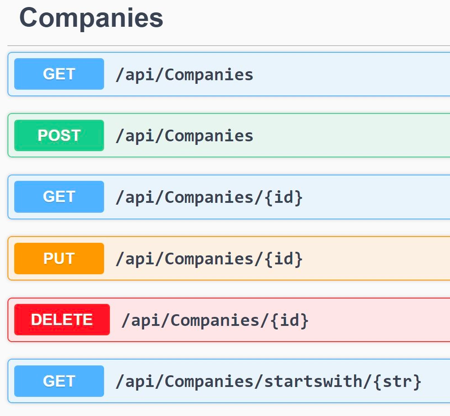 Companies
GET /api/Companies
POST /api/Companies
GET /api/Companies/{id}
PUT /api/Companies/{id}
DELETE /api/Companies/{id}
GET /api/Companies/startswith/{str}